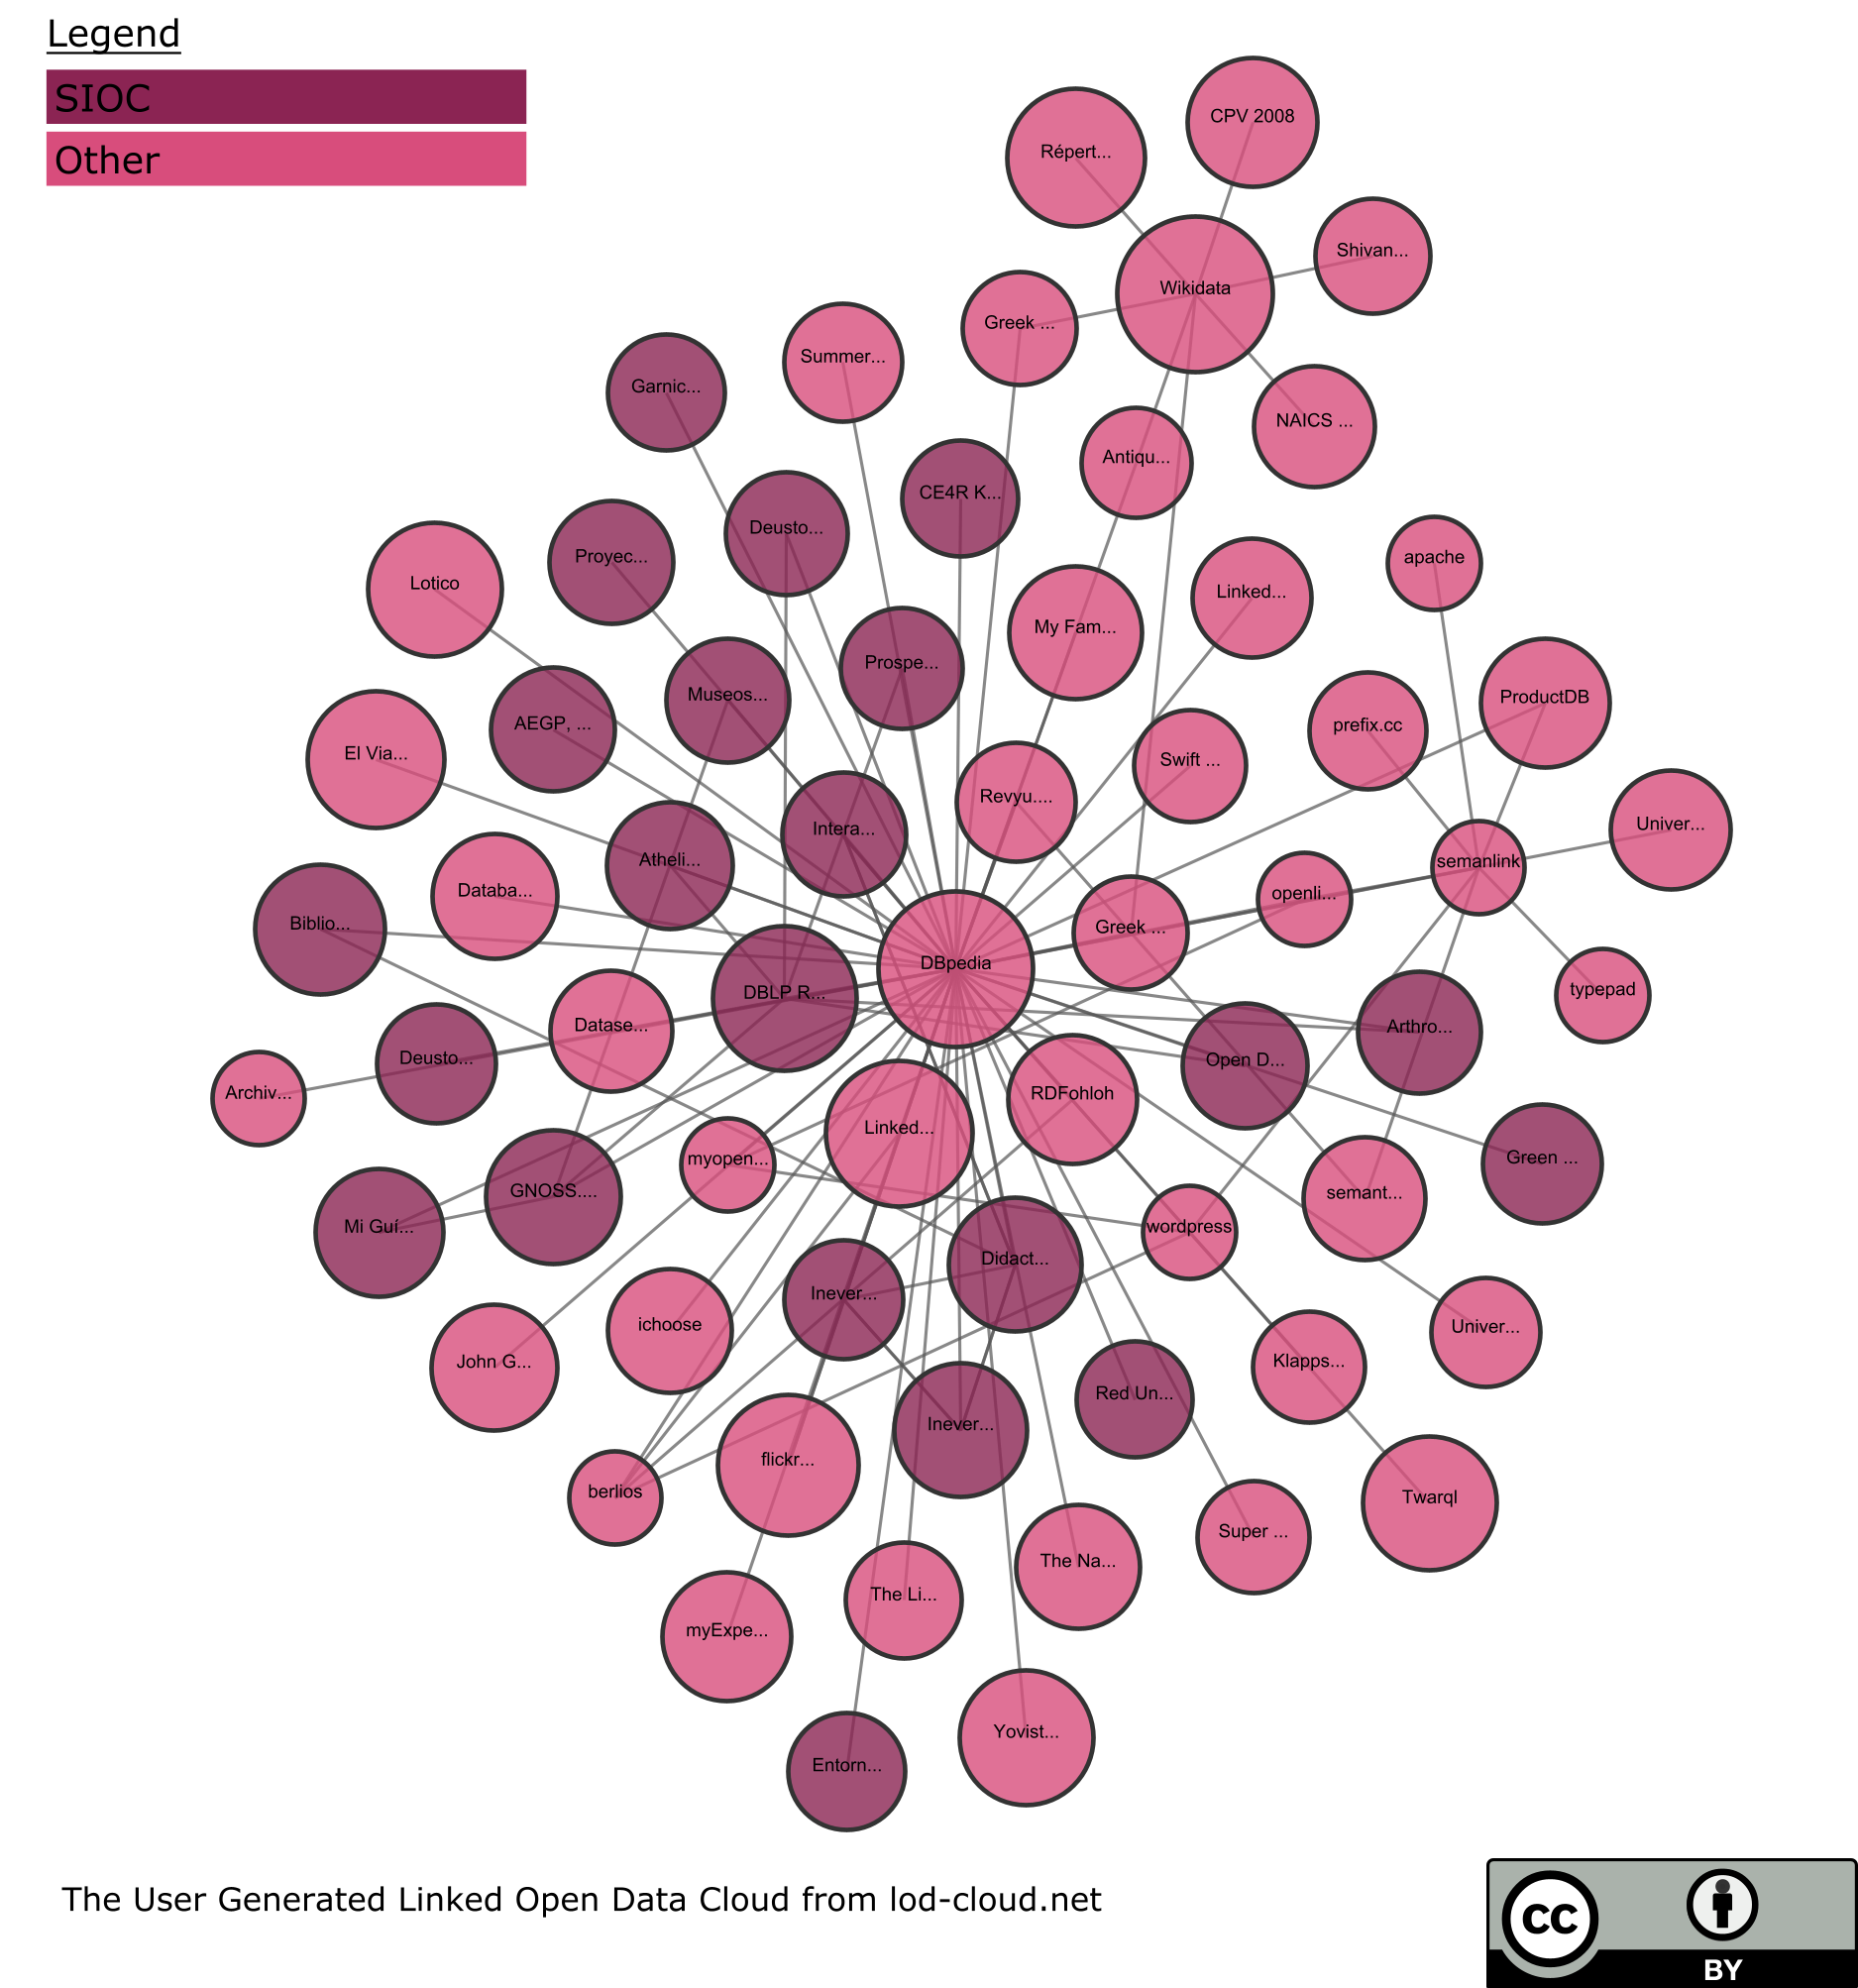 Legend
SIOC
Other
CPV 2008
Répert...
Shivan...
Wikidata
Greek ...
Summer...
Garnic...
NAICS ...
Antiqu...
CE4R K...
Deusto...
Proyec...
apache
Lotico
Linked...
My Fam...
Prospe...
Museos...
ProductDB
AEGP, ...
prefix.cc
El Via...
Swift ...
Revyu....
Univer...
Intera...
Atheli...
semanlink
Databa...
openli...
Biblio...
Greek ...
DBpedia
typepad
DBLP R...
Datase...
Arthro...
Deusto...
Open D...
Archiv...
RDFohloh
Linked...
Green ...
myopen...
GNOSS....
semant...
Mi Guí...
wordpress
Didact...
Inever...
ichoose
Univer...
John G...
Klapps...
Red Un...
Inever...
flickr...
berlios
Twarql
Super ...
The Na...
The Li...
myExpe...
Yovist...
Entorn...
The User Generated Linked Open Data Cloud from lod-cloud.net
cc
BY